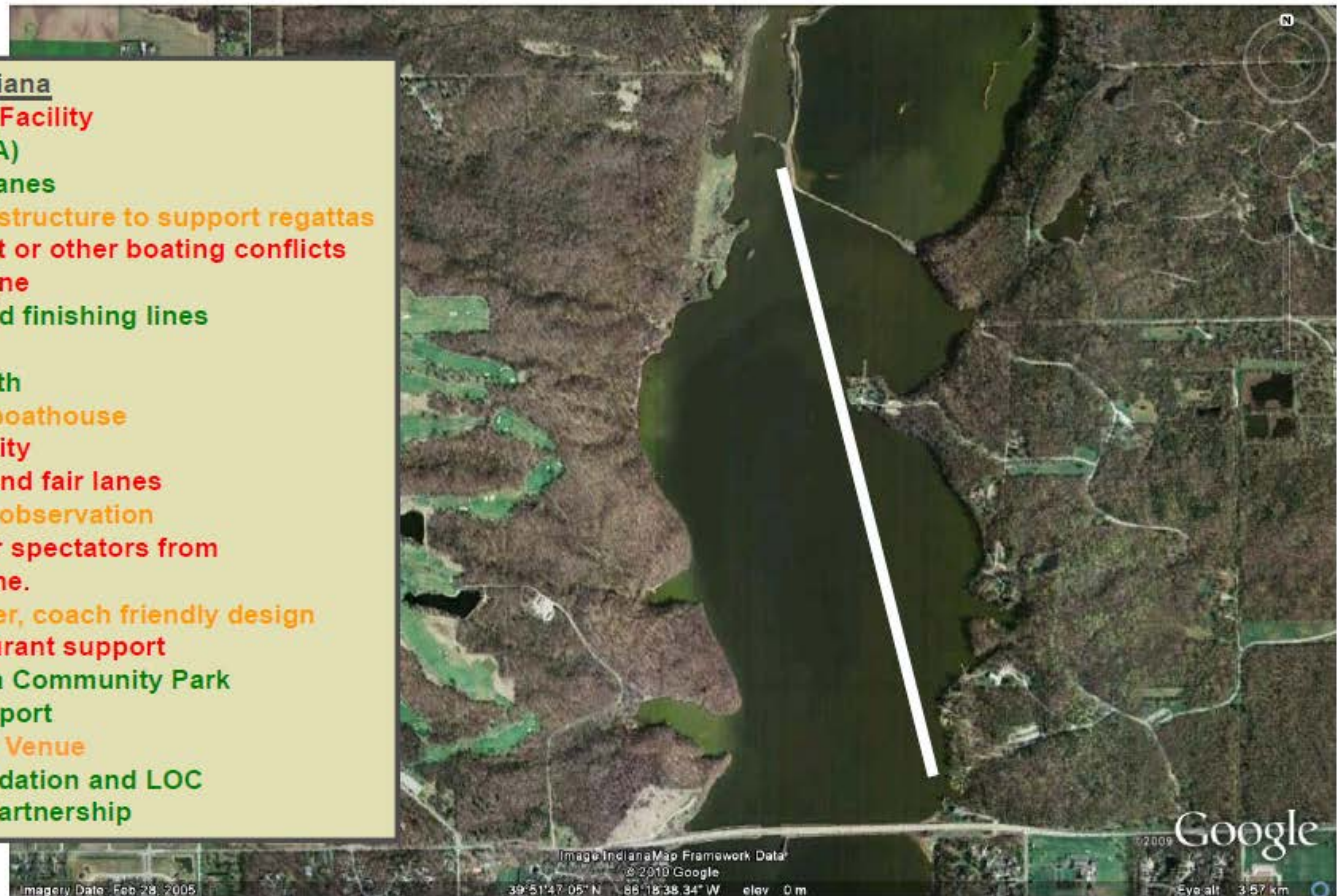 N
iana
Facility
A)
anes
structure to support regattas
t or other boating conflicts
ne
d finishing lines
th
boathouse
ity
nd fair lanes
observation
r spectators from
ne.
er, coach friendly design
urant support
n Community Park
port
Venue
dation and LOC
artnership
©2009 Google
Image IndianaMap Framework Data
© 2010 Google
Imagery Date: Feb 28, 2005 39°51'47.05" N 86°18'38.34" W elev 0 m Eye alt 3.57 km